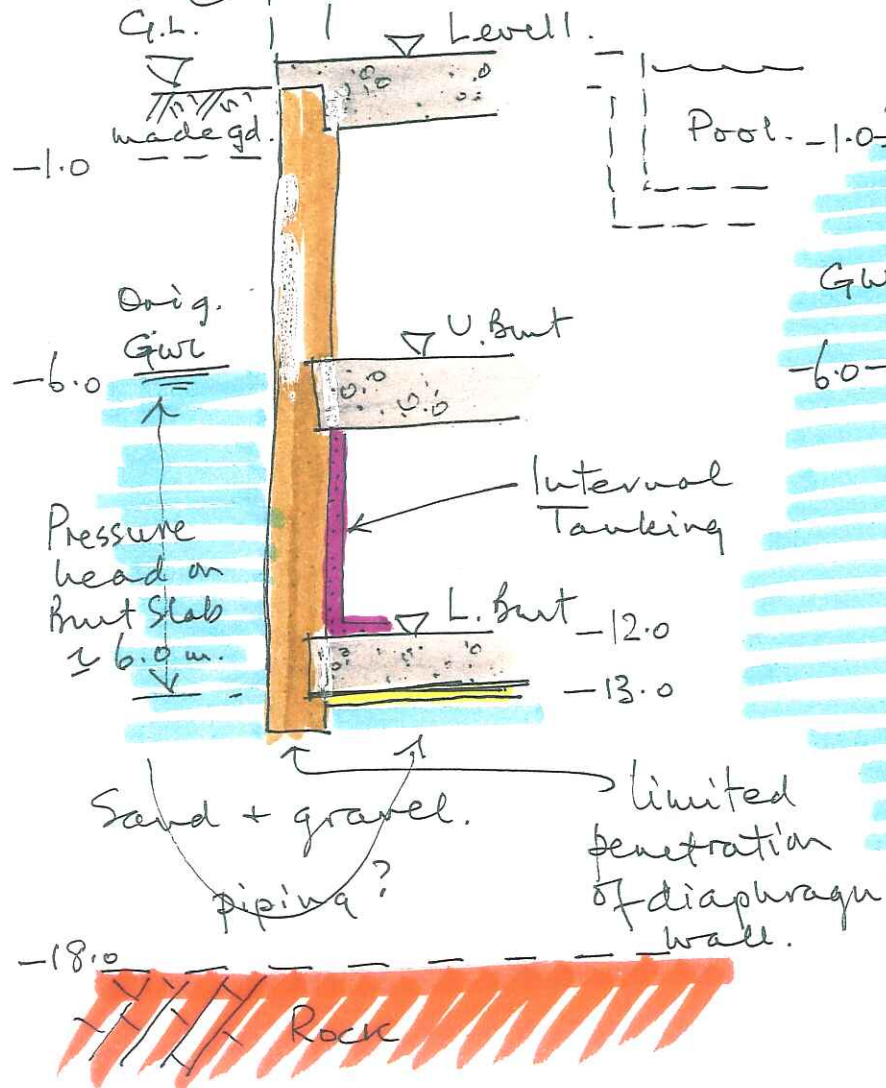 G.L.
Level 1.
made gd.
-1.0
Pool.
-1.0
Orig.
GWL
-6.0
U. Bmt
GW
-6.0
Internal
Tanking
Pressure
head on
Bmt Slab
≈ 6.0 m.
L. Bmt
-12.0
-13.0
Sand + gravel.
limited
penetration
of diaphragm
wall.
piping?
-18.0
Rock